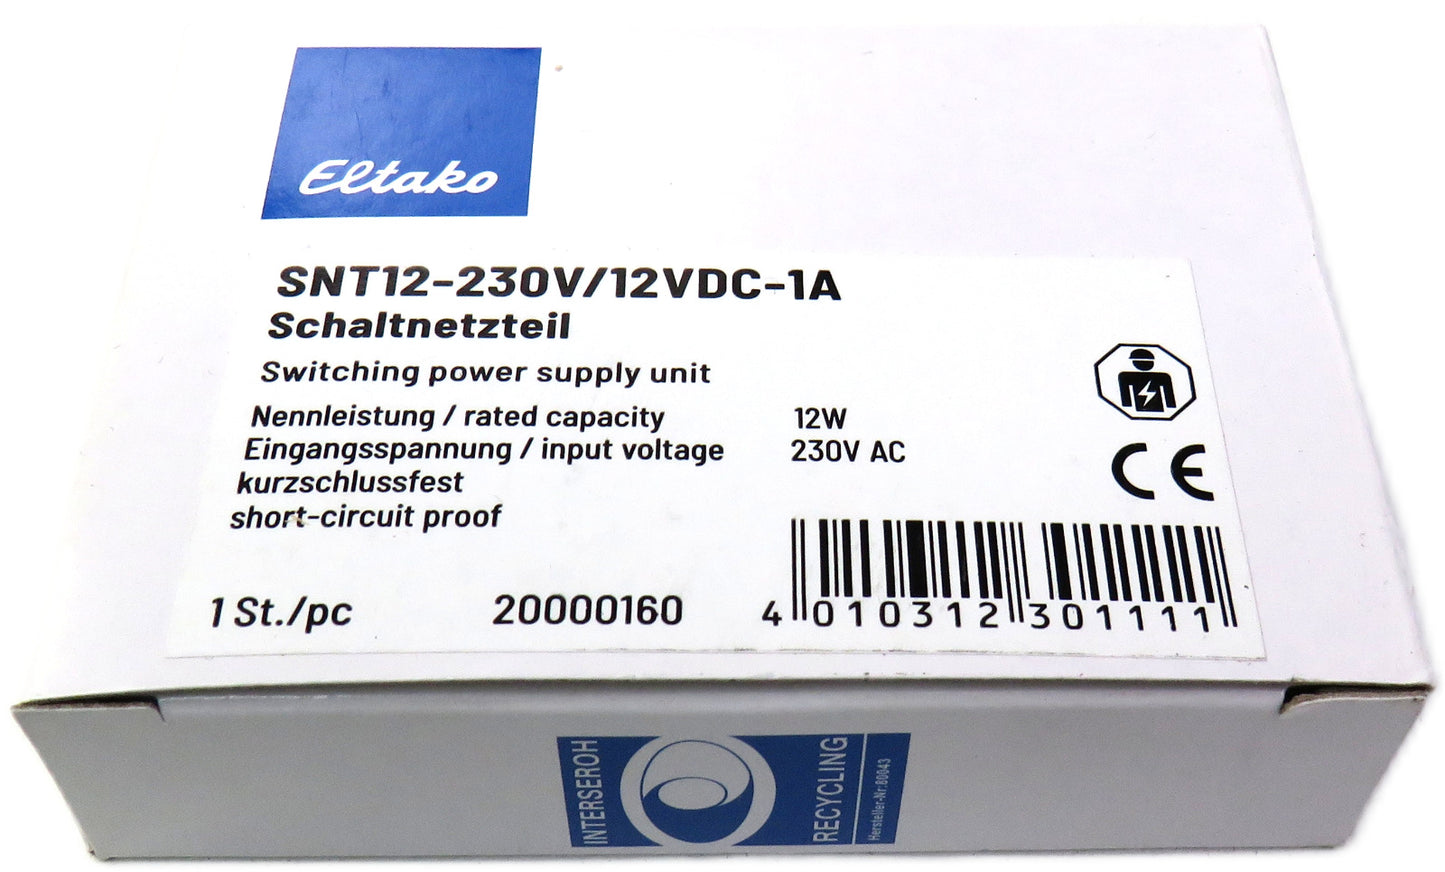 Eltako
SNT12-230V/12VDC-1A
Schaltnetzteil
Switching power supply unit
Nennleistung / rated capacity 12W
Eingangsspannung / input voltage 230V AC
kurzschlussfest
short-circuit proof
CE
1 St./pc 20000160 4 010312 301111
INTERSEROH
RECYCLING
Hersteller-Nr:80043